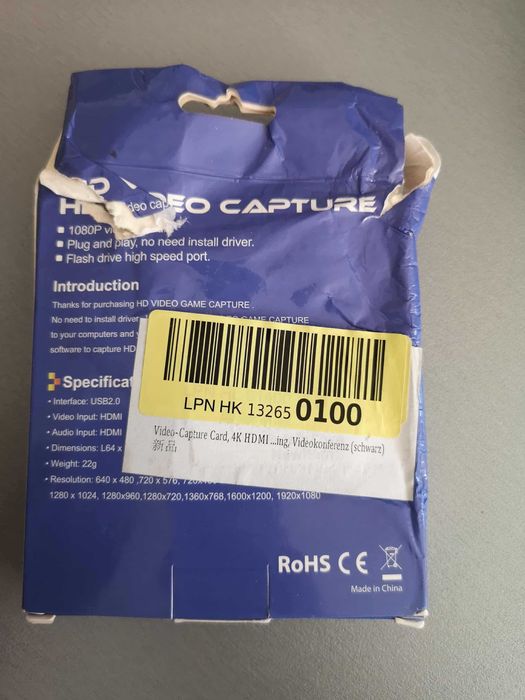 HD VIDEO CAPTURE
video
1080P
Plug and play, no need install driver.
Flash drive high speed port.
Introduction
Thanks for purchasing HD VIDEO GAME CAPTURE .
No need to install driver GAME CAPTURE
to your computers and
software to capture HD
Specificat
Interface: USB2.0
Video Input: HDMI
Audio Input: HDMI
Dimensions: L64 x
Weight: 22g
Resolution: 640 x 480 ,720 x 576,
1280 x 1024, 1280x960,1280x720,1360x768,1600x1200, 1920x1080
LPN HK 13265 0100
Video-Capture Card, 4K HDMI ...ing, Videokonferenz (schwarz)
新品
RoHS CE
Made in China